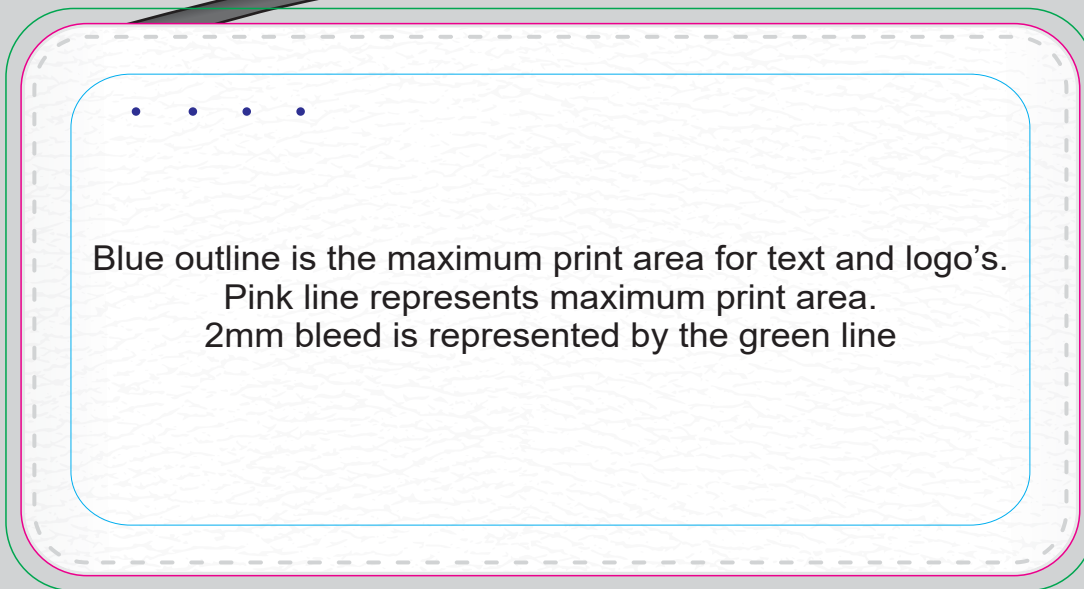 Blue outline is the maximum print area for text and logo’s.
Pink line represents maximum print area.
2mm bleed is represented by the green line